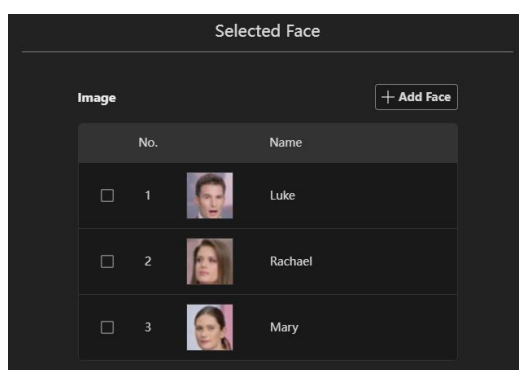 Selected Face
Image
+ Add Face
No. Name
1 Luke
2 Rachael
3 Mary